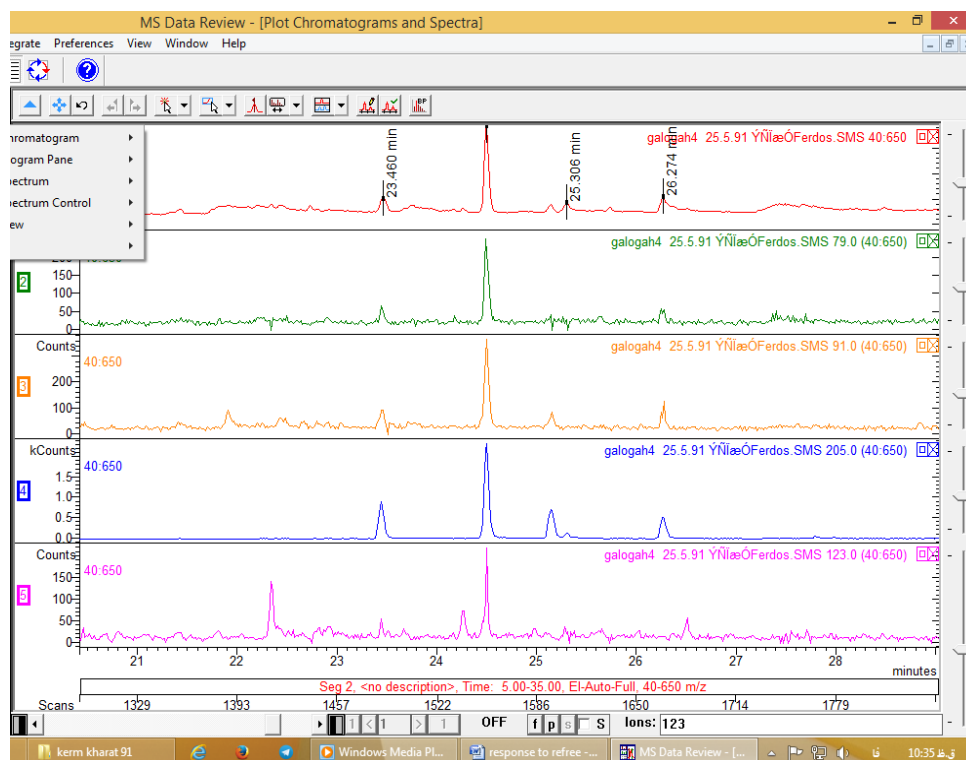 MS Data Review - [Plot Chromatograms and Spectra]
egrate Preferences View Window Help
BP
hromatogram
ogram Pane
pectrum
pectrum Control
ew
23.460 min
25.306 min
26.274 min
galogah4 25.5.91 ÝÑÏæÓFerdos.SMS 40:650
galogah4 25.5.91 ÝÑÏæÓFerdos.SMS 79.0 (40:650)
2
150
100
50
0
Counts
40:650
galogah4 25.5.91 ÝÑÏæÓFerdos.SMS 91.0 (40:650)
3
200
100
0
kCounts
40:650
galogah4 25.5.91 ÝÑÏæÓFerdos.SMS 205.0 (40:650)
4
1.5
1.0
0.5
0.0
Counts
40:650
galogah4 25.5.91 ÝÑÏæÓFerdos.SMS 123.0 (40:650)
5
150
100
50
0
21 22 23 24 25 26 27 28
minutes
Seg 2, <no description>, Time: 5.00-35.00, EI-Auto-Full, 40-650 m/z
Scans 1329 1393 1457 1522 1586 1650 1714 1779
1 < 1 > 1 OFF f p s S Ions: 123
kerm kharat 91 Windows Media Pl... response to refree -... MS Data Review - [... فا 10:35 ق.ظ